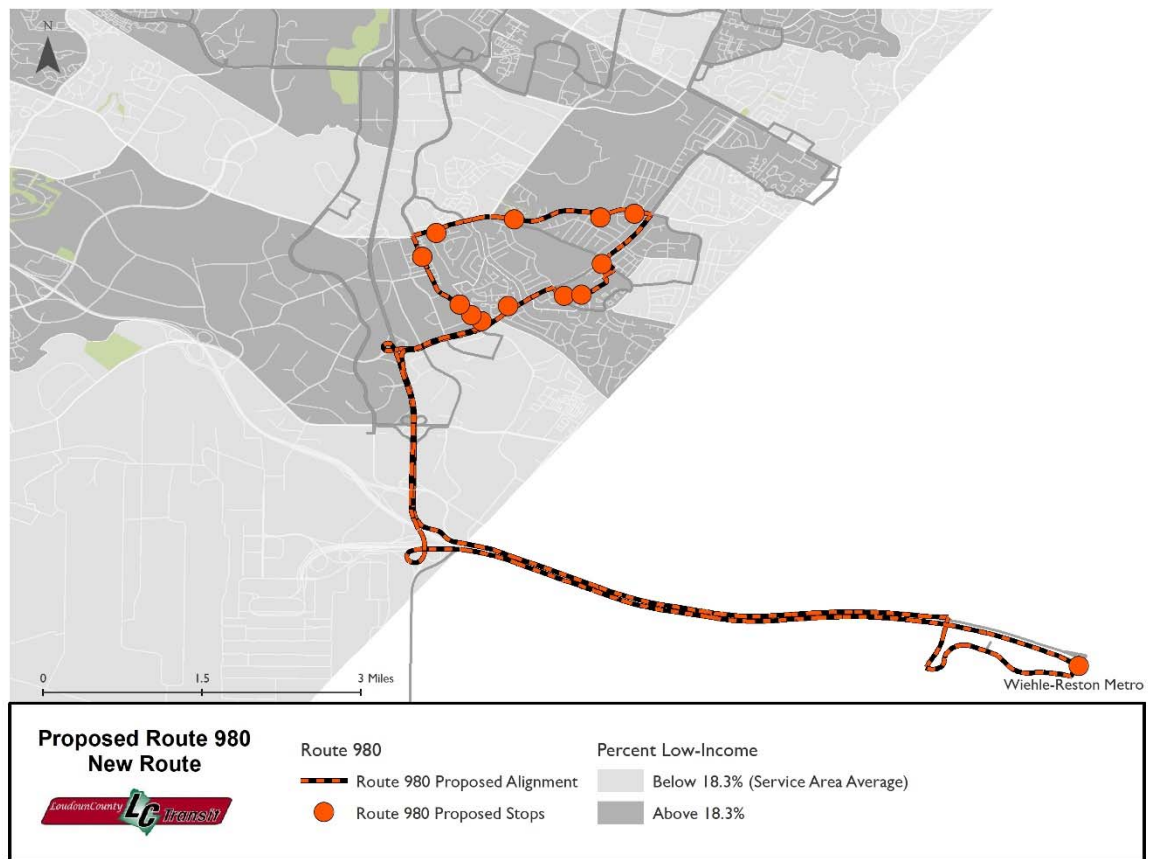 N
0 1.5 3 Miles
Wiehle-Reston Metro
Proposed Route 980
New Route
LoudounCounty LC Transit
Route 980
Route 980 Proposed Alignment
Route 980 Proposed Stops
Percent Low-Income
Below 18.3% (Service Area Average)
Above 18.3%